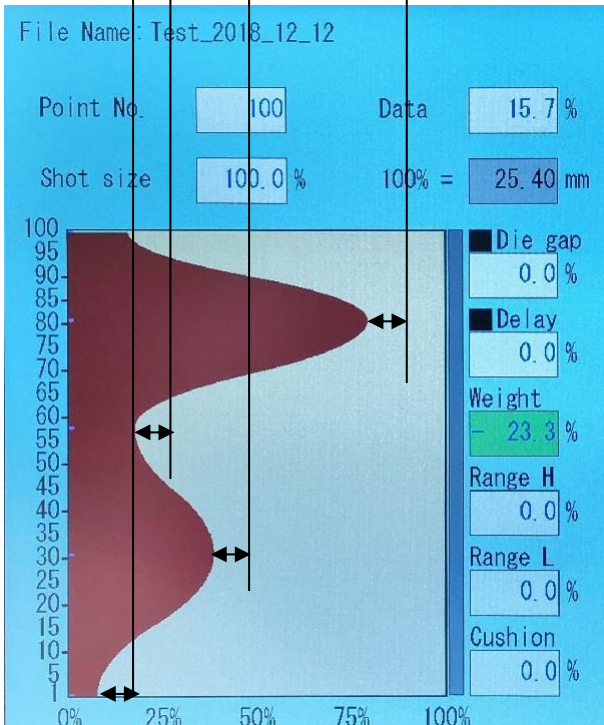 File Name: Test_2018_12_12
Point No. 100 Data 15.7 %
Shot size 100.0 % 100% = 25.40 mm
100
95
90
85
80
75
70
65
60
55
50
45
40
35
30
25
20
15
10
5
1
0% 25% 50% 75% 100%
Die gap
0.0 %
Delay
0.0 %
Weight
- 23.3 %
Range H
0.0 %
Range L
0.0 %
Cushion
0.0 %